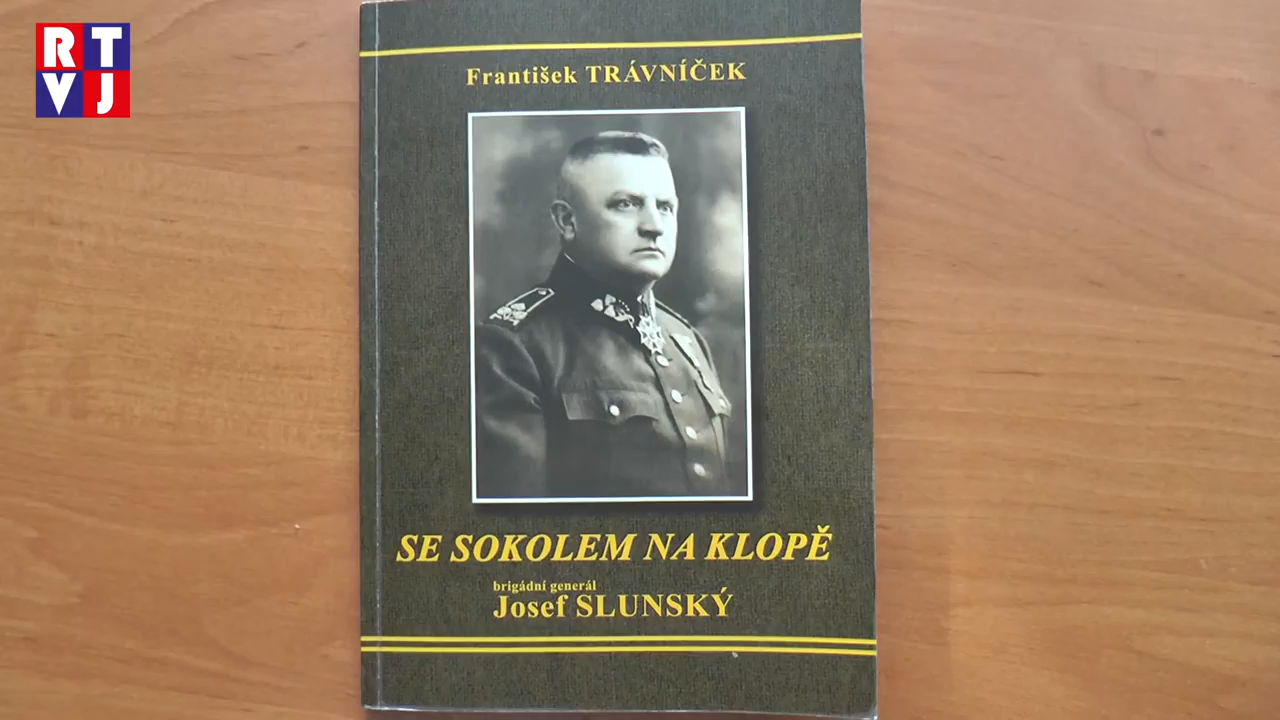 RT
VJ
František TRÁVNÍČEK
SE SOKOLEM NA KLOPĚ
brigádní generál
Josef SLUNSKÝ